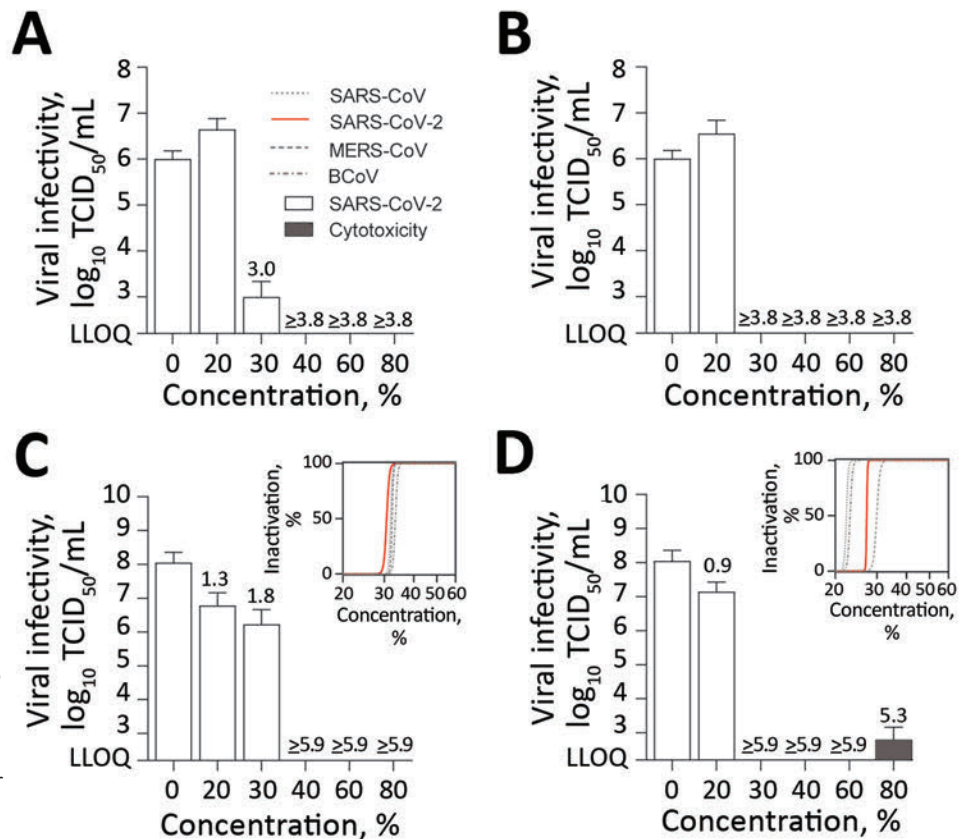 A
Viral infectivity,
log₁₀ TCID₅₀/mL
8
7
6
5
4
3
LLOQ
SARS-CoV
SARS-CoV-2
MERS-CoV
BCoV
SARS-CoV-2
Cytotoxicity
3.0
≥3.8 ≥3.8 ≥3.8
0 20 30 40 60 80
Concentration, %
B
Viral infectivity,
log₁₀ TCID₅₀/mL
8
7
6
5
4
3
LLOQ
≥3.8 ≥3.8 ≥3.8 ≥3.8
0 20 30 40 60 80
Concentration, %
C
Viral infectivity,
log₁₀ TCID₅₀/mL
10
9
8
7
6
5
4
3
LLOQ
1.3
1.8
≥5.9 ≥5.9 ≥5.9
0 20 30 40 60 80
Concentration, %
Inactivation,
%
100
50
0
20 30 40 50 60
Concentration,
%
D
Viral infectivity,
log₁₀ TCID₅₀/mL
10
9
8
7
6
5
4
3
LLOQ
0.9
≥5.9 ≥5.9 ≥5.9
5.3
0 20 30 40 60 80
Concentration, %
Inactivation,
%
100
50
0
20 30 40 50 60
Concentration,
%